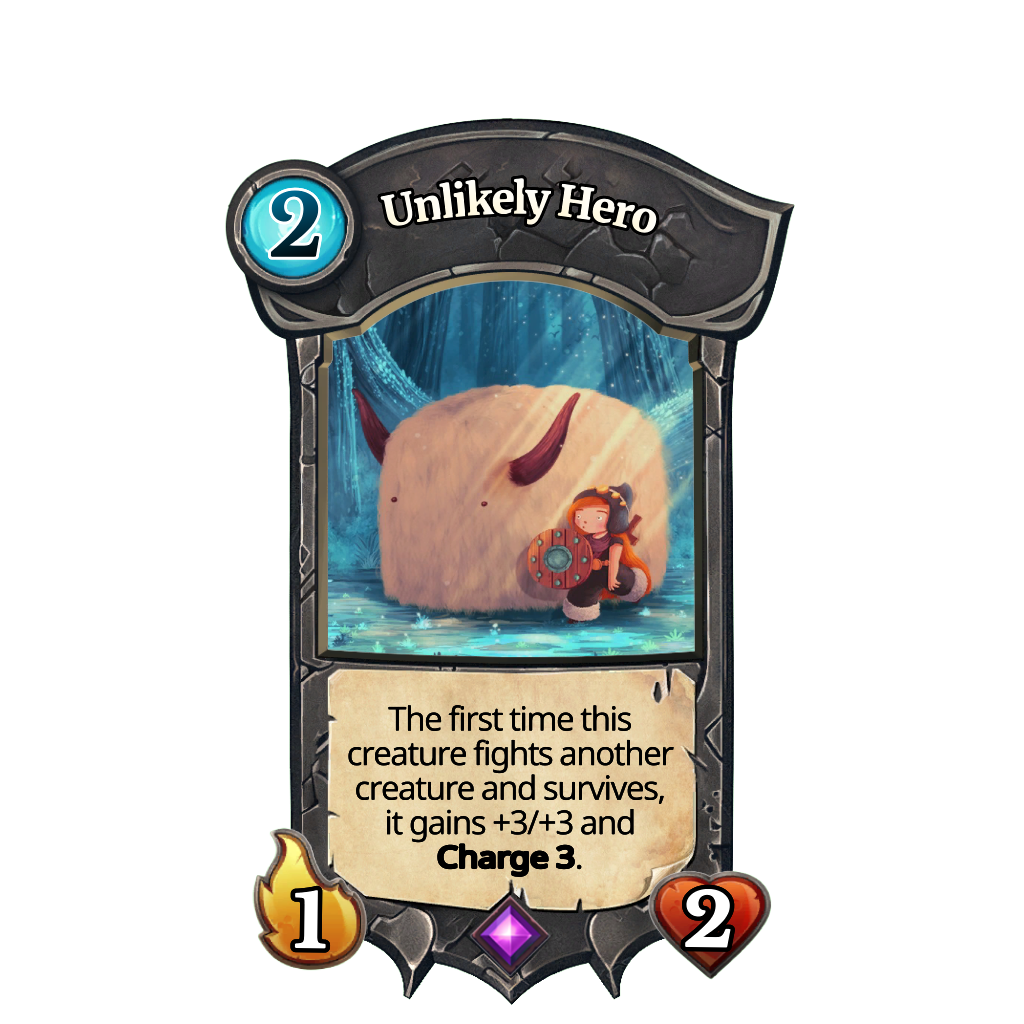 2
Unlikely Hero
The first time this
creature fights another
creature and survives,
it gains +3/+3 and
Charge 3.
1
2